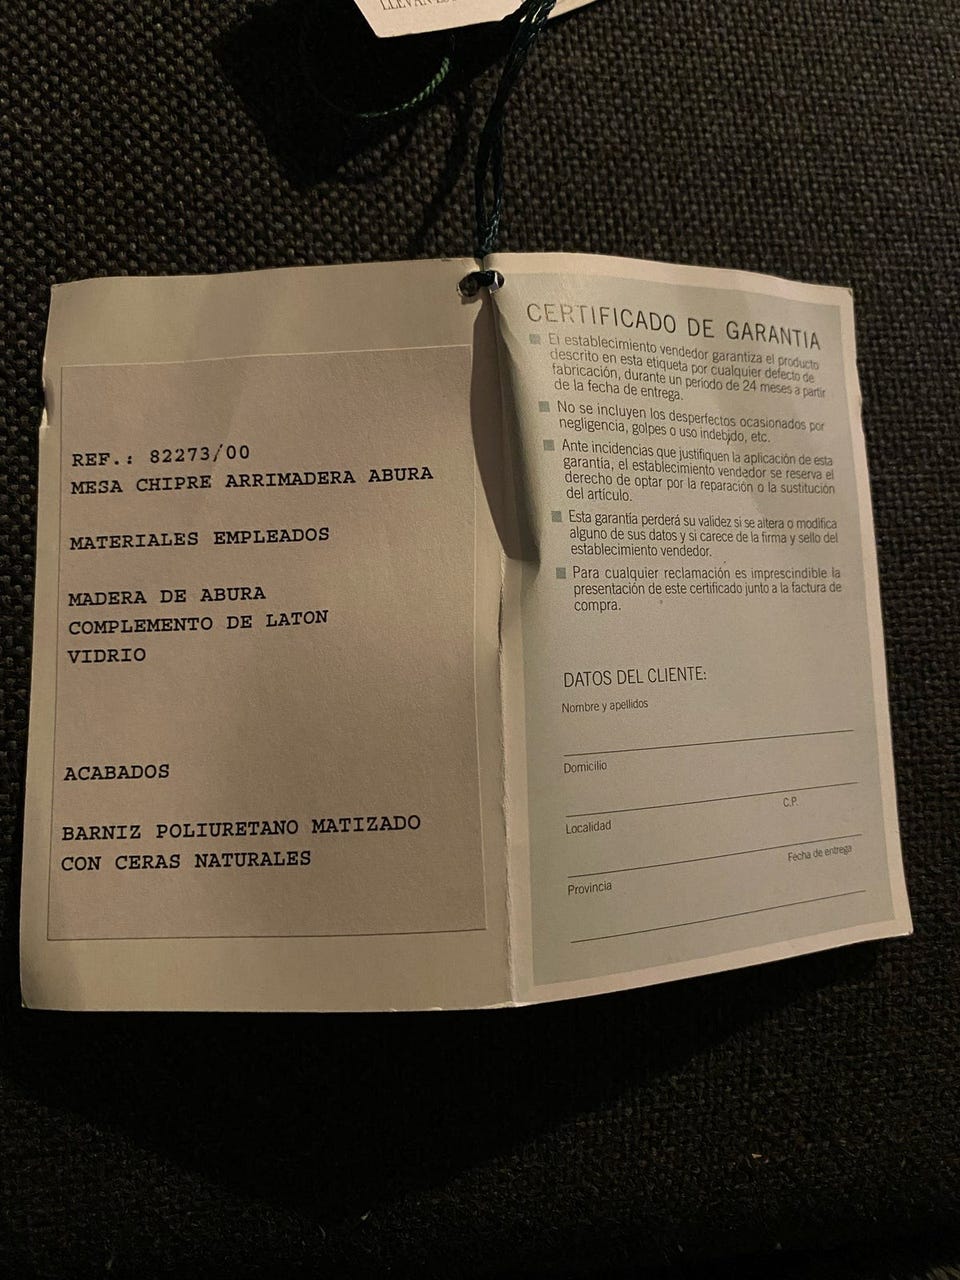 REF.: 82273/00
MESA CHIPRE ARRIMADERA ABURA
MATERIALES EMPLEADOS
MADERA DE ABURA
COMPLEMENTO DE LATON
VIDRIO
ACABADOS
BARNIZ POLIURETANO MATIZADO
CON CERAS NATURALES
CERTIFICADO DE GARANTIA
El establecimiento vendedor garantiza el producto
descrito en esta etiqueta por cualquier defecto de
fabricación, durante un periodo de 24 meses a partir
de la fecha de entrega.
No se incluyen los desperfectos ocasionados por
negligencia, golpes o uso indebido, etc.
Ante incidencias que justifiquen la aplicación de esta
garantía, el establecimiento vendedor se reserva el
derecho de optar por la reparación o la sustitución
del artículo.
Esta garantía perderá su validez si se altera o modifica
alguno de sus datos y si carece de la firma y sello del
establecimiento vendedor.
Para cualquier reclamación es imprescindible la
presentación de este certificado junto a la factura de
compra.
DATOS DEL CLIENTE:
Nombre y apellidos
Domicilio
C.P.
Localidad
Fecha de entrega
Provincia